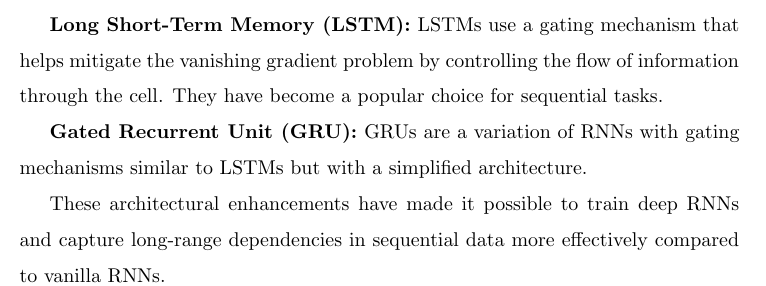 Long Short-Term Memory (LSTM): LSTMs use a gating mechanism that
helps mitigate the vanishing gradient problem by controlling the flow of information
through the cell. They have become a popular choice for sequential tasks.
Gated Recurrent Unit (GRU): GRUs are a variation of RNNs with gating
mechanisms similar to LSTMs but with a simplified architecture.
These architectural enhancements have made it possible to train deep RNNs
and capture long-range dependencies in sequential data more effectively compared
to vanilla RNNs.